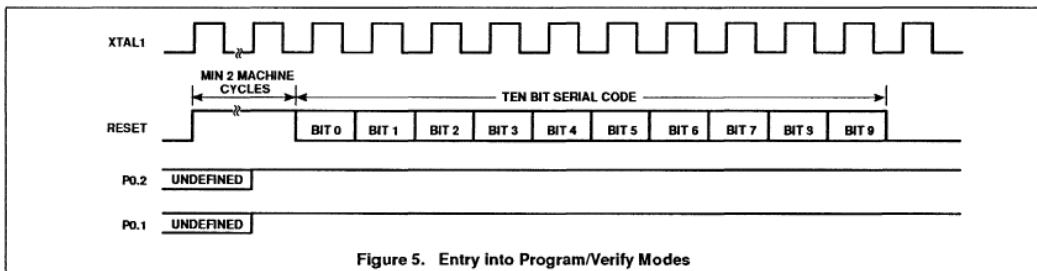 XTAL1
MIN 2 MACHINE
CYCLES
TEN BIT SERIAL CODE
RESET BIT 0 BIT 1 BIT 2 BIT 3 BIT 4 BIT 5 BIT 6 BIT 7 BIT 8 BIT 9
P0.2 UNDEFINED
P0.1 UNDEFINED
Figure 5. Entry into Program/Verify Modes